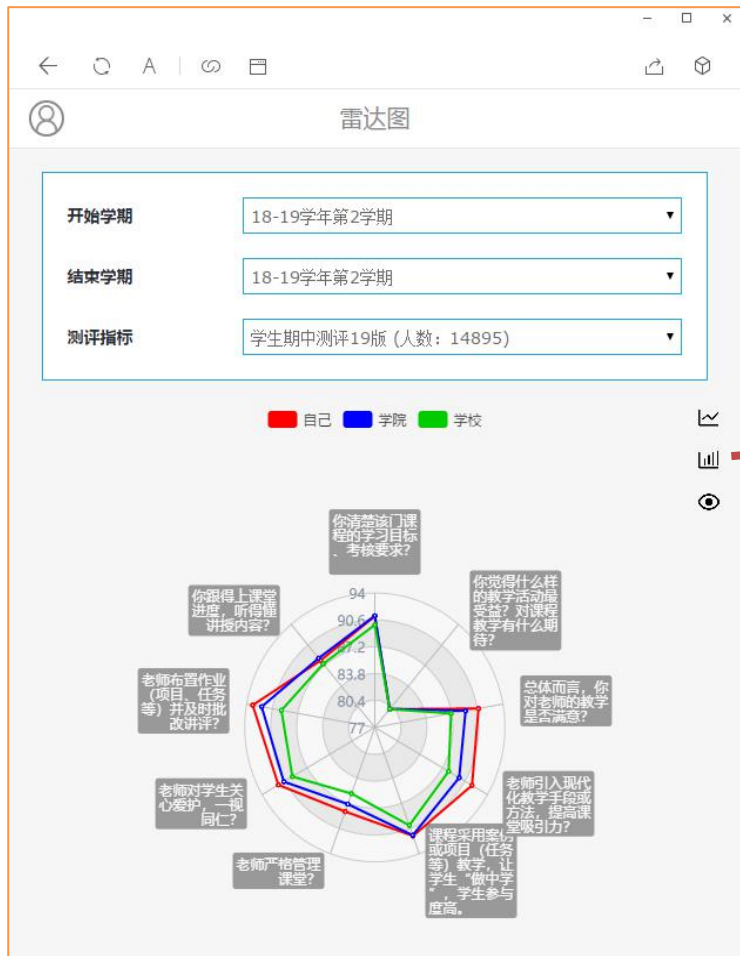 雷达图
开始学期
18-19学年第2学期
结束学期
18-19学年第2学期
测评指标
学生期中测评19版 (人数: 14895)
自己 学院 学校
你清楚该门课
程的学习目标
、考核要求?
你觉得什么样
的教学活动最
受益? 对课程
教学有什么期
待?
你跟得上课堂
进度, 听得懂
讲授内容?
94
90.6
87.2
83.8
80.4
77
总体而言, 你
对老师的教学
是否满意?
老师布置作业
(项目、任务
等) 并及时批
改讲评?
老师引入现代
化教学手段或
方法, 提高课
堂吸引力?
老师对学生关
心爱护, 一视
同仁?
课程采用案例
或项目 (任务
等) 教学, 让
学生“做中学
”, 学生参与
度高。
老师严格管理
课堂?